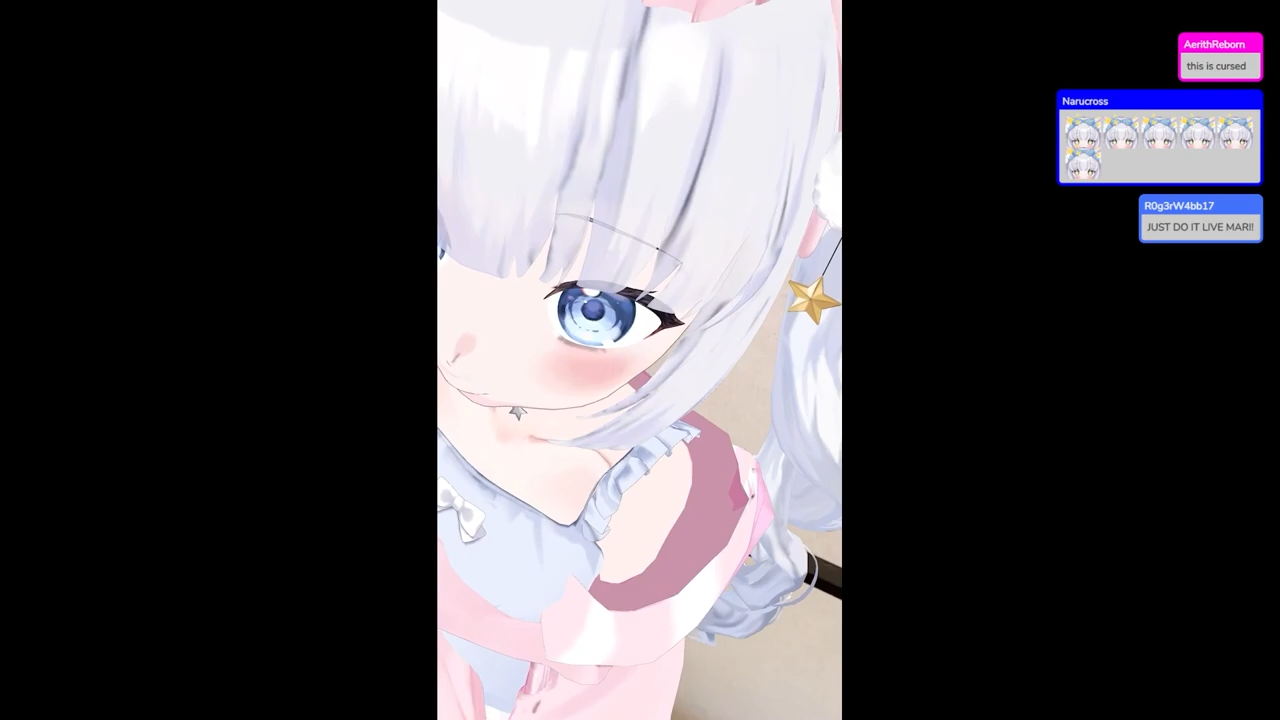 AerithReborn
this is cursed
Narucross
R0g3rW4bb17
JUST DO IT LIVE MARI!